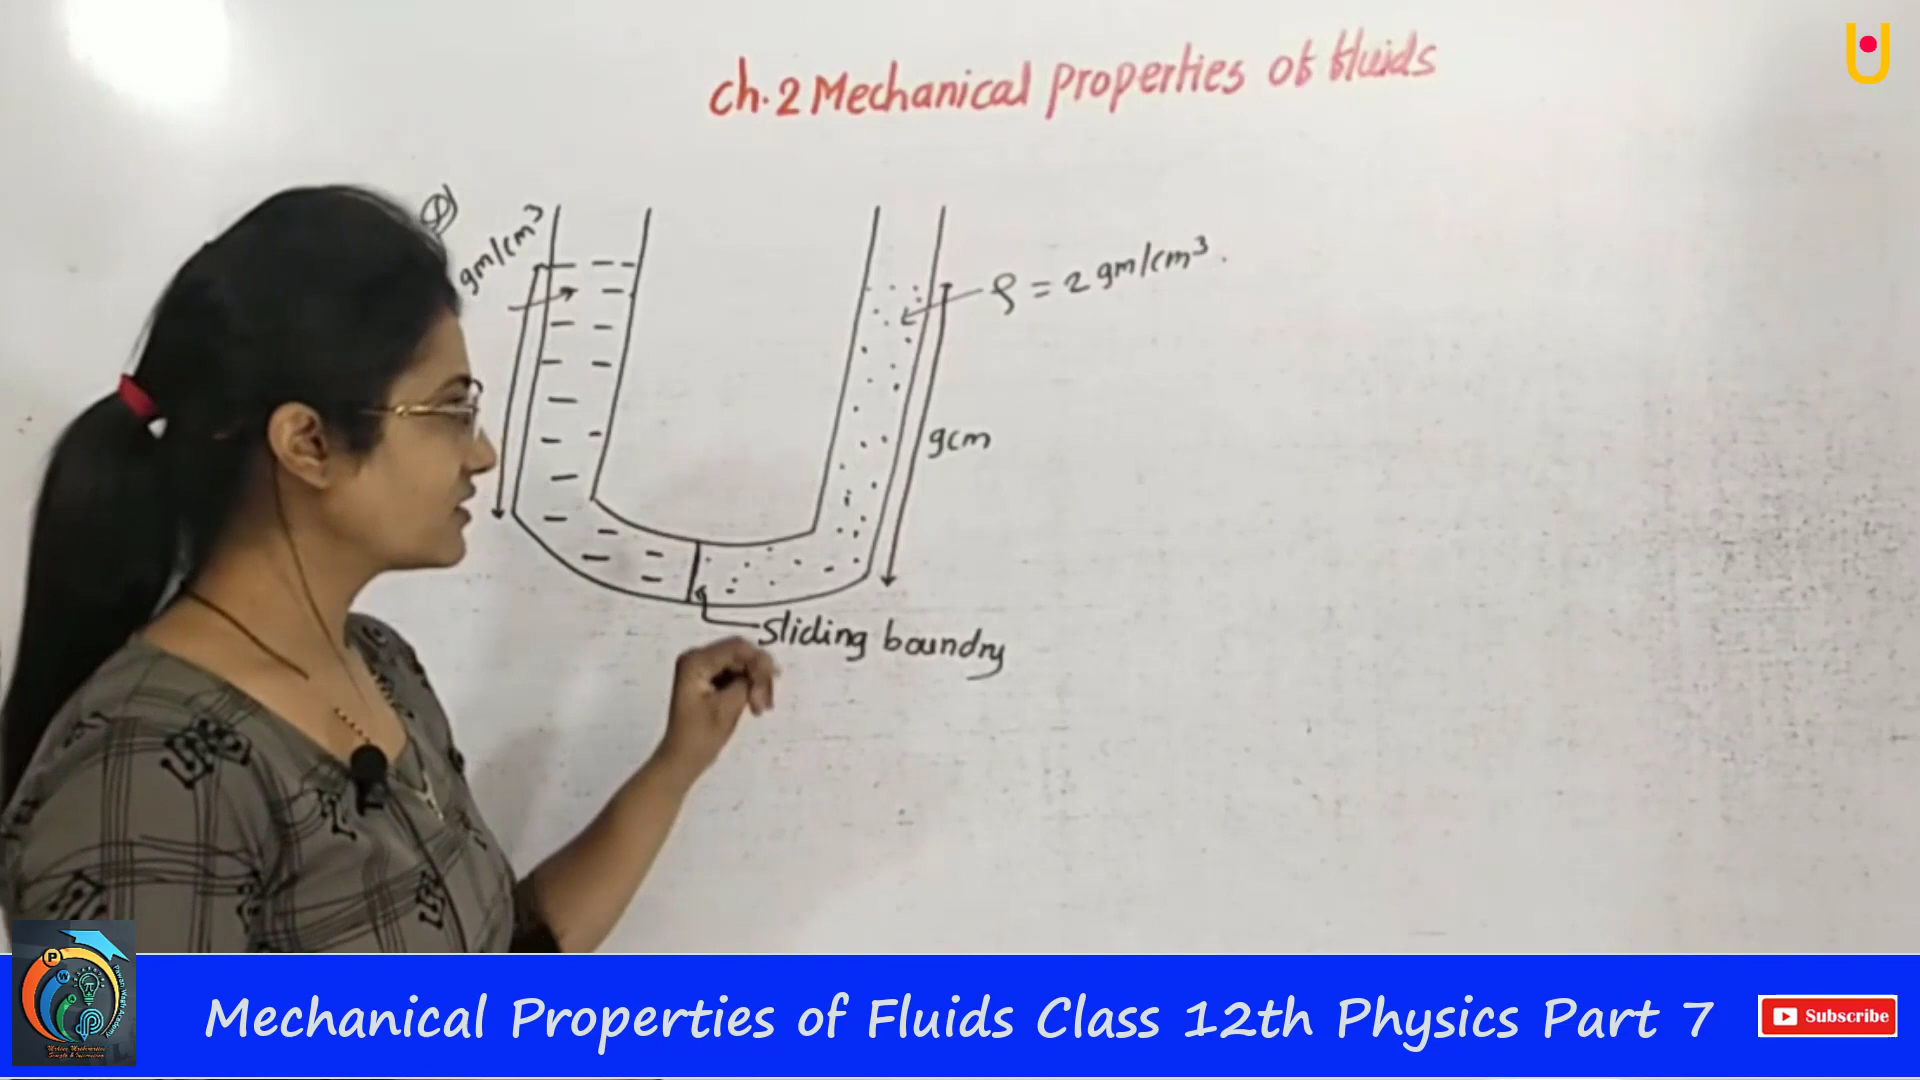 ch.2 Mechanical properties of fluids
gm/cm³
ρ = 2 gm/cm³.
9cm
sliding boundry
Mechanical Properties of Fluids Class 12th Physics Part 7
Subscribe